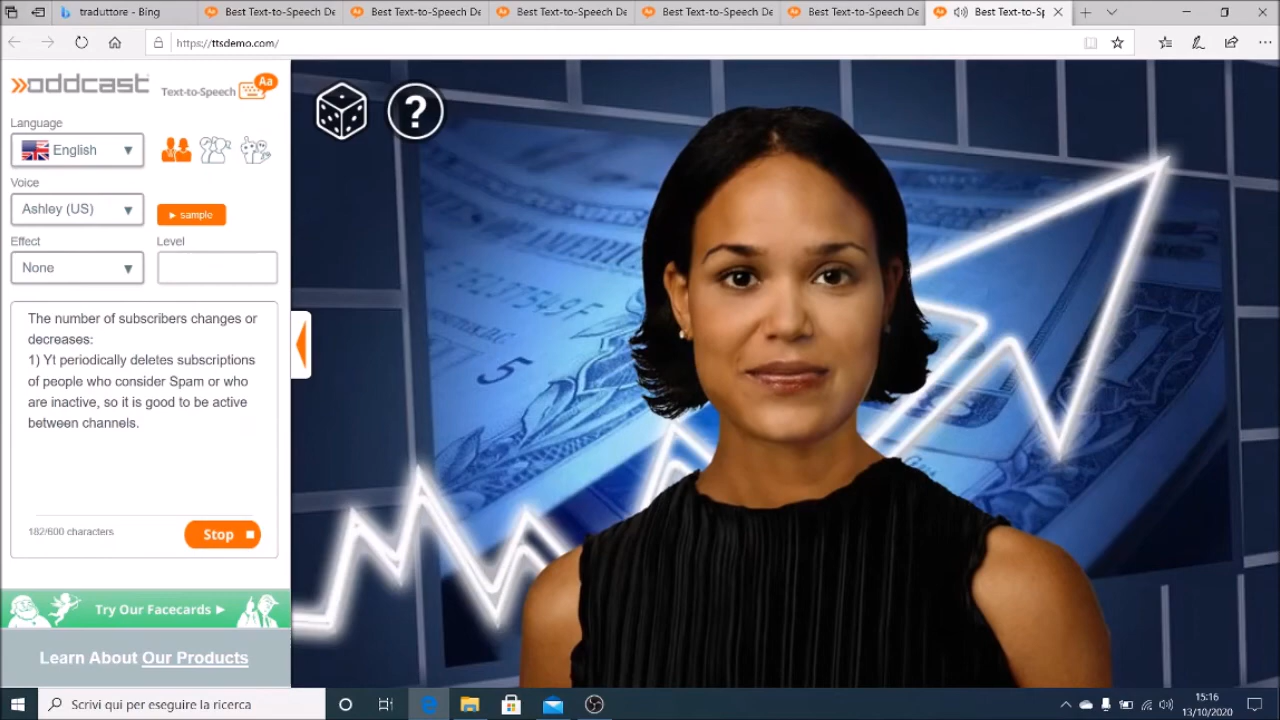 traduttore - Bing
Best Text-to-Speech De
Best Text-to-Speech De
Best Text-to-Speech De
Best Text-to-Speech De
Best Text-to-Speech De
Best Text-to-Sp
https://ttsdemo.com/
oddcast
Text-to-Speech
Aa
Language
English
Voice
Ashley (US)
sample
Effect
Level
None
The number of subscribers changes or
decreases:
1) Yt periodically deletes subscriptions
of people who consider Spam or who
are inactive, so it is good to be active
between channels.
182/600 characters
Stop
Try Our Facecards
Learn About Our Products
?
5
Scrivi qui per eseguire la ricerca
15:16
13/10/2020